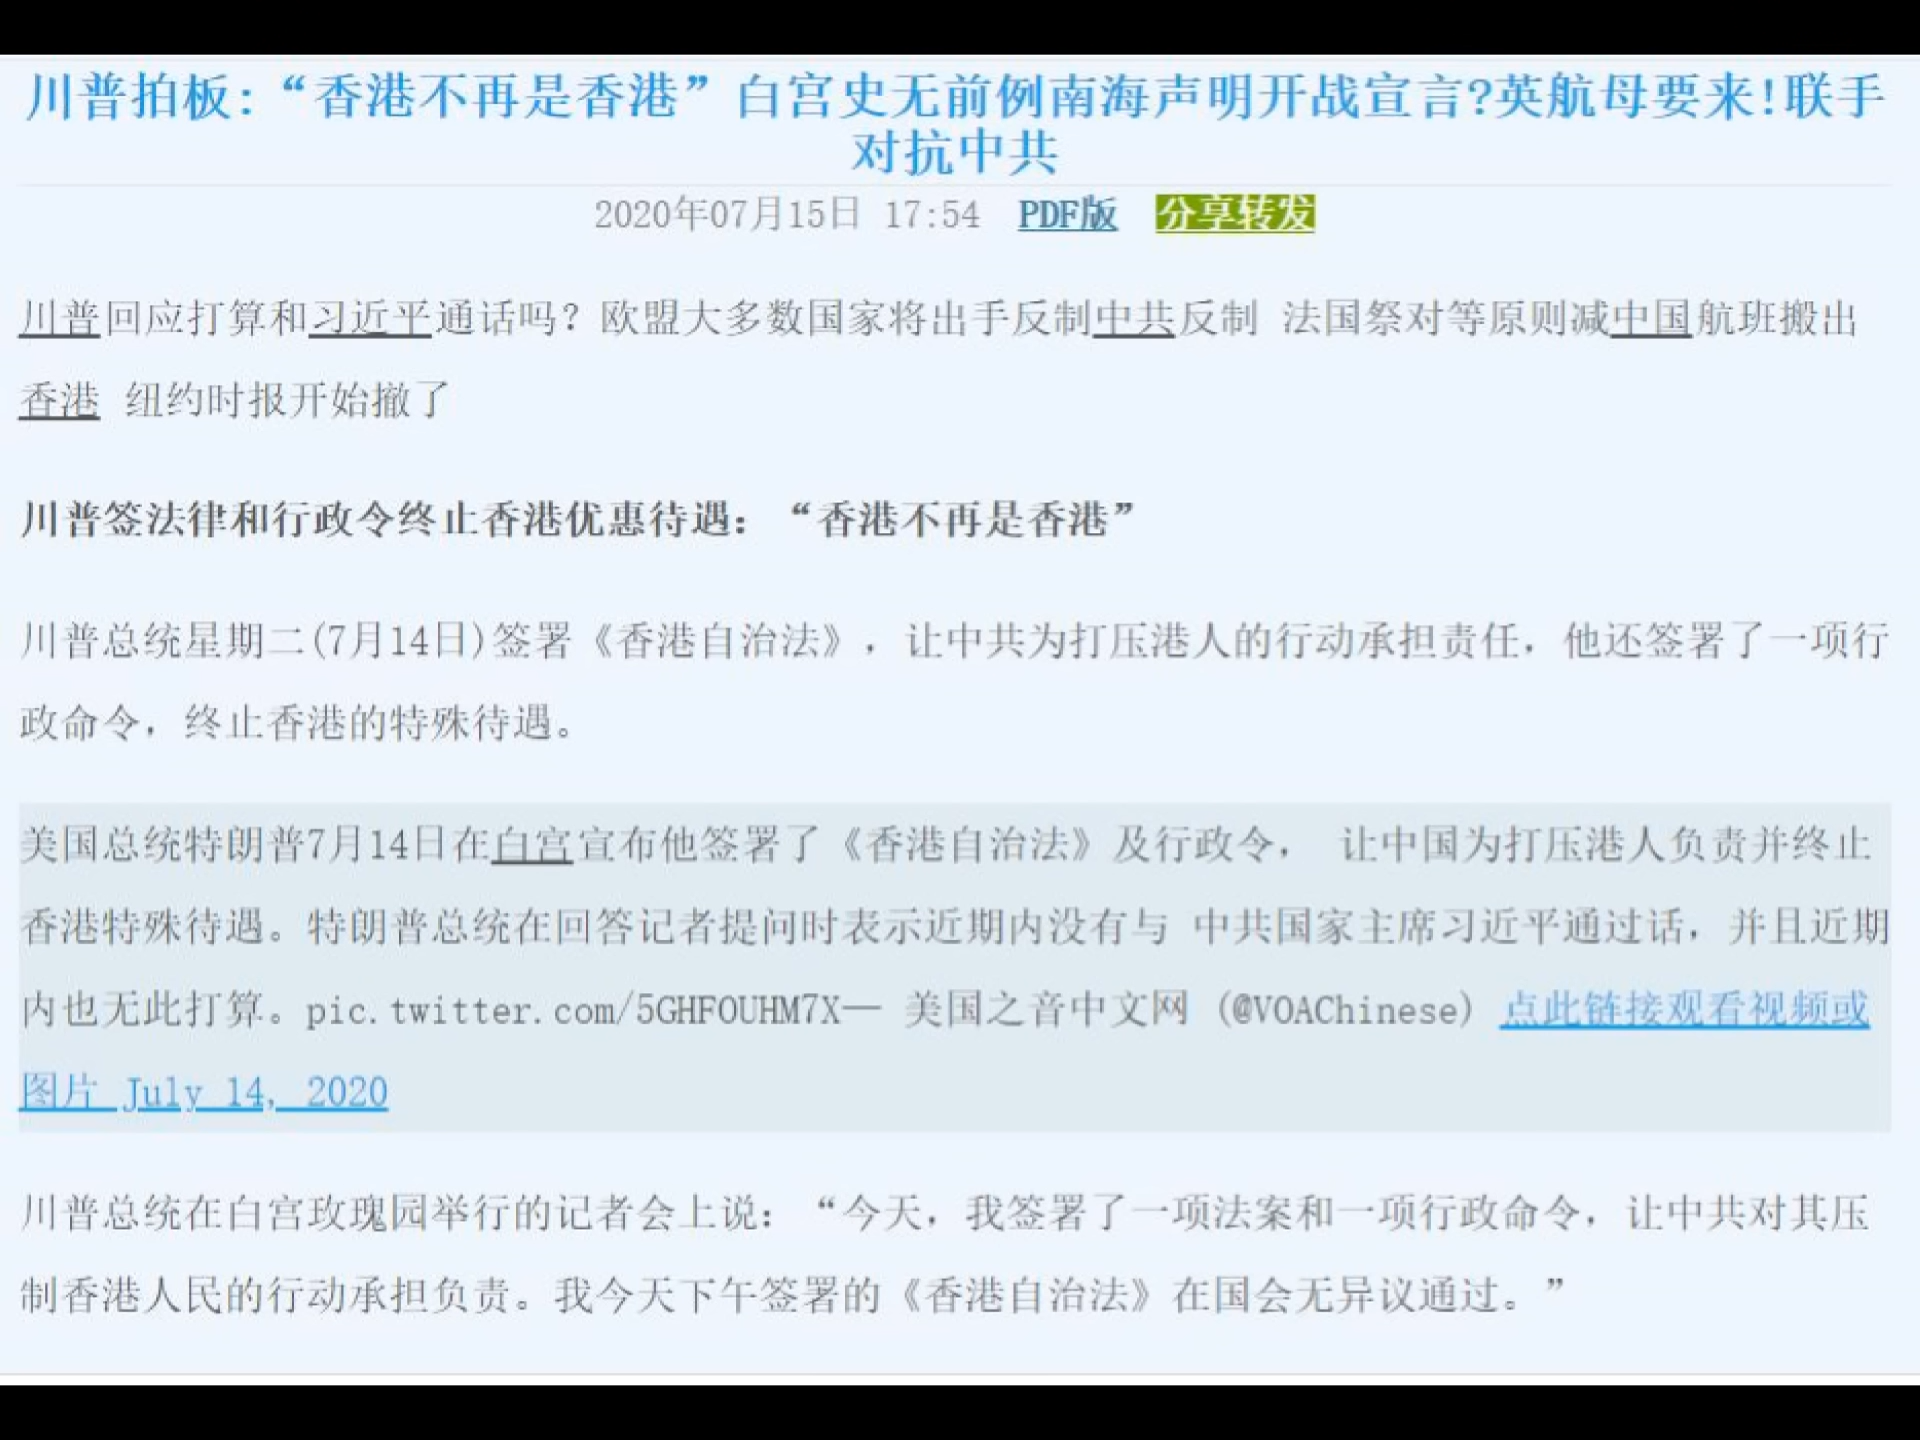 川普拍板:“香港不再是香港”白宫史无前例南海声明开战宣言?英航母要来!联手
对抗中共
2020年07月15日 17:54 PDF版 分享转发
川普回应打算和习近平通话吗？欧盟大多数国家将出手反制中共反制 法国祭对等原则减中国航班搬出
香港 纽约时报开始撤了
川普签法律和行政令终止香港优惠待遇：“香港不再是香港”
川普总统星期二(7月14日)签署《香港自治法》，让中共为打压港人的行动承担责任，他还签署了一项行
政命令，终止香港的特殊待遇。
美国总统特朗普7月14日在白宫宣布他签署了《香港自治法》及行政令， 让中国为打压港人负责并终止
香港特殊待遇。特朗普总统在回答记者提问时表示近期内没有与 中共国家主席习近平通过话，并且近期
内也无此打算。pic.twitter.com/5GHFOUHM7X— 美国之音中文网 (@VOAChinese) 点此链接观看视频或
图片 July 14, 2020
川普总统在白宫玫瑰园举行的记者会上说：“今天，我签署了一项法案和一项行政命令，让中共对其压
制香港人民的行动承担负责。我今天下午签署的《香港自治法》在国会无异议通过。”